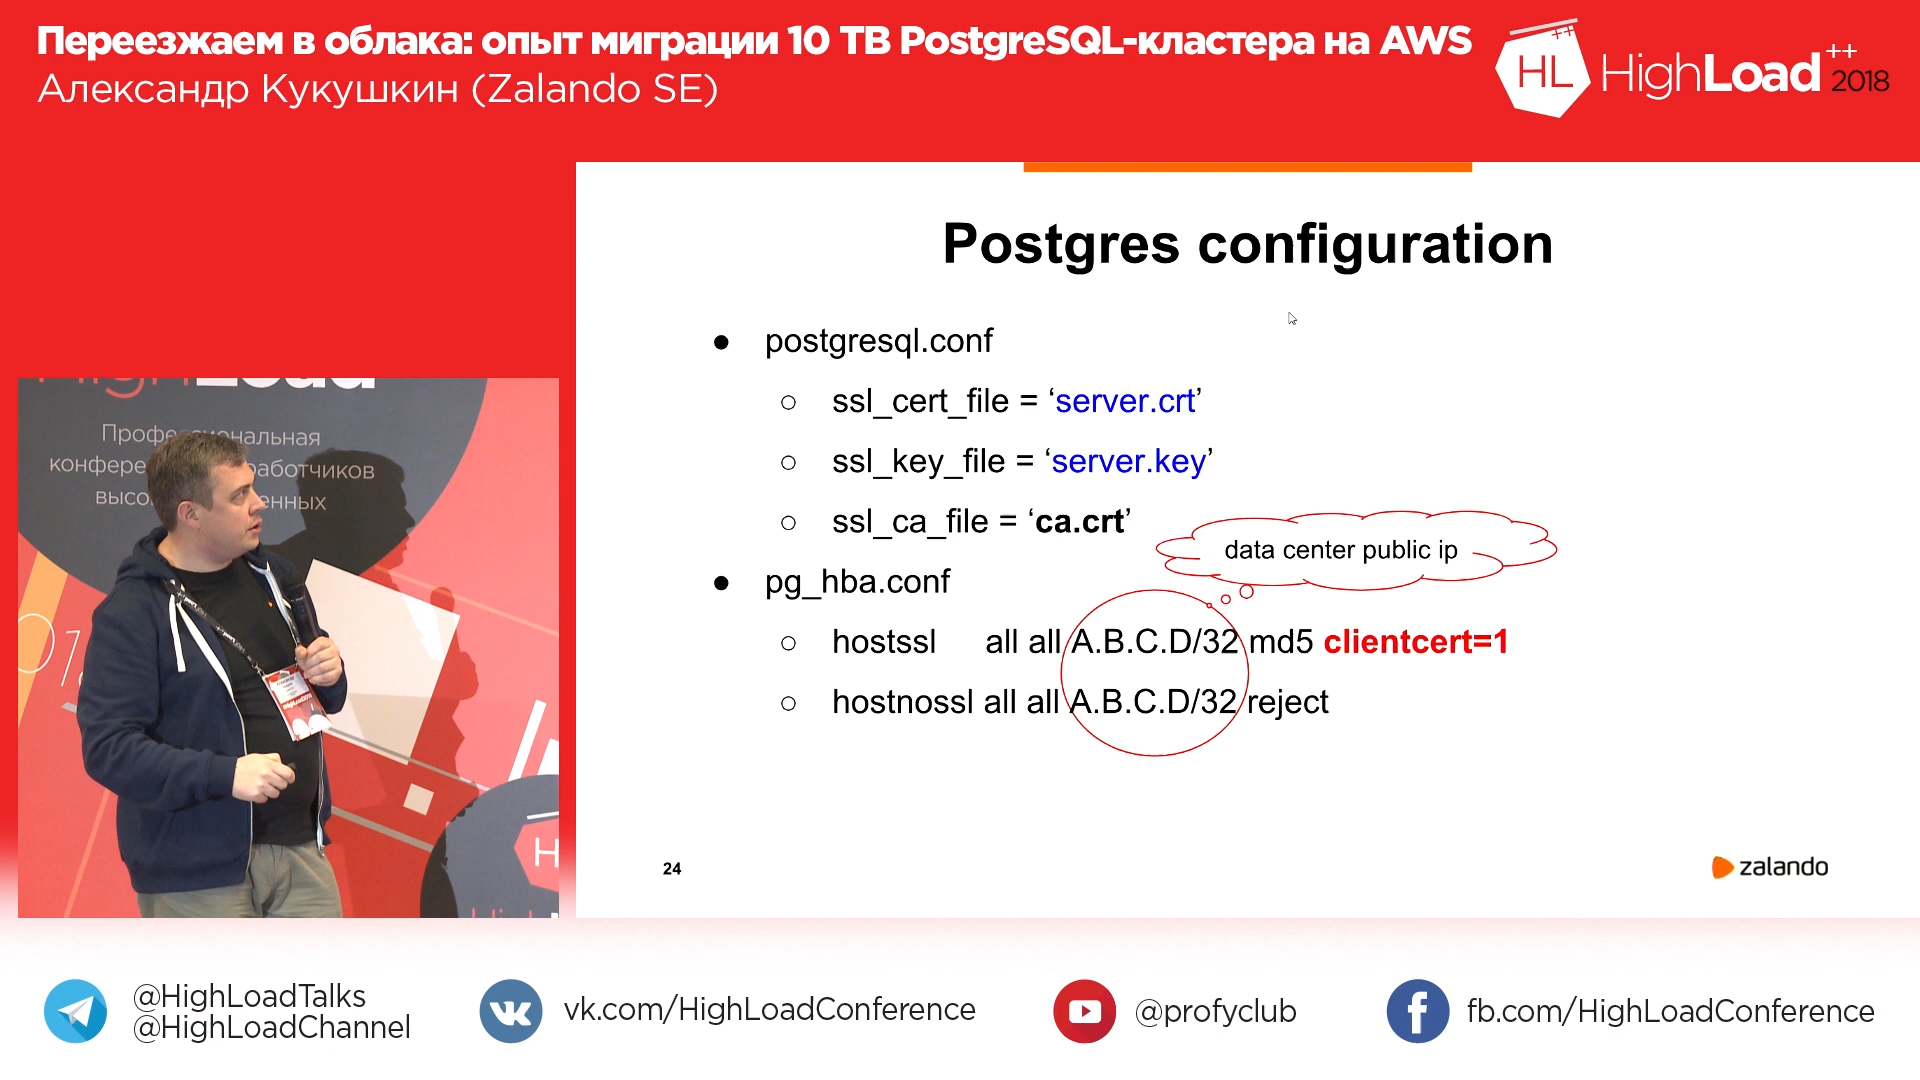 Переезжаем в облака: опыт миграции 10 ТВ PostgreSQL-кластера на AWS
Александр Кукушкин (Zalando SE)
HL ++
HighLoad ++ 2018
Postgres configuration
● postgresql.conf
○ ssl_cert_file = ‘server.crt’
○ ssl_key_file = ‘server.key’
○ ssl_ca_file = ‘ca.crt’
data center public ip
● pg_hba.conf
○ hostssl all all A.B.C.D/32 md5 clientcert=1
○ hostnossl all all A.B.C.D/32 reject
24
zalando
@HighLoadTalks
@HighLoadChannel
vk.com/HighLoadConference
@profyclub
fb.com/HighLoadConference